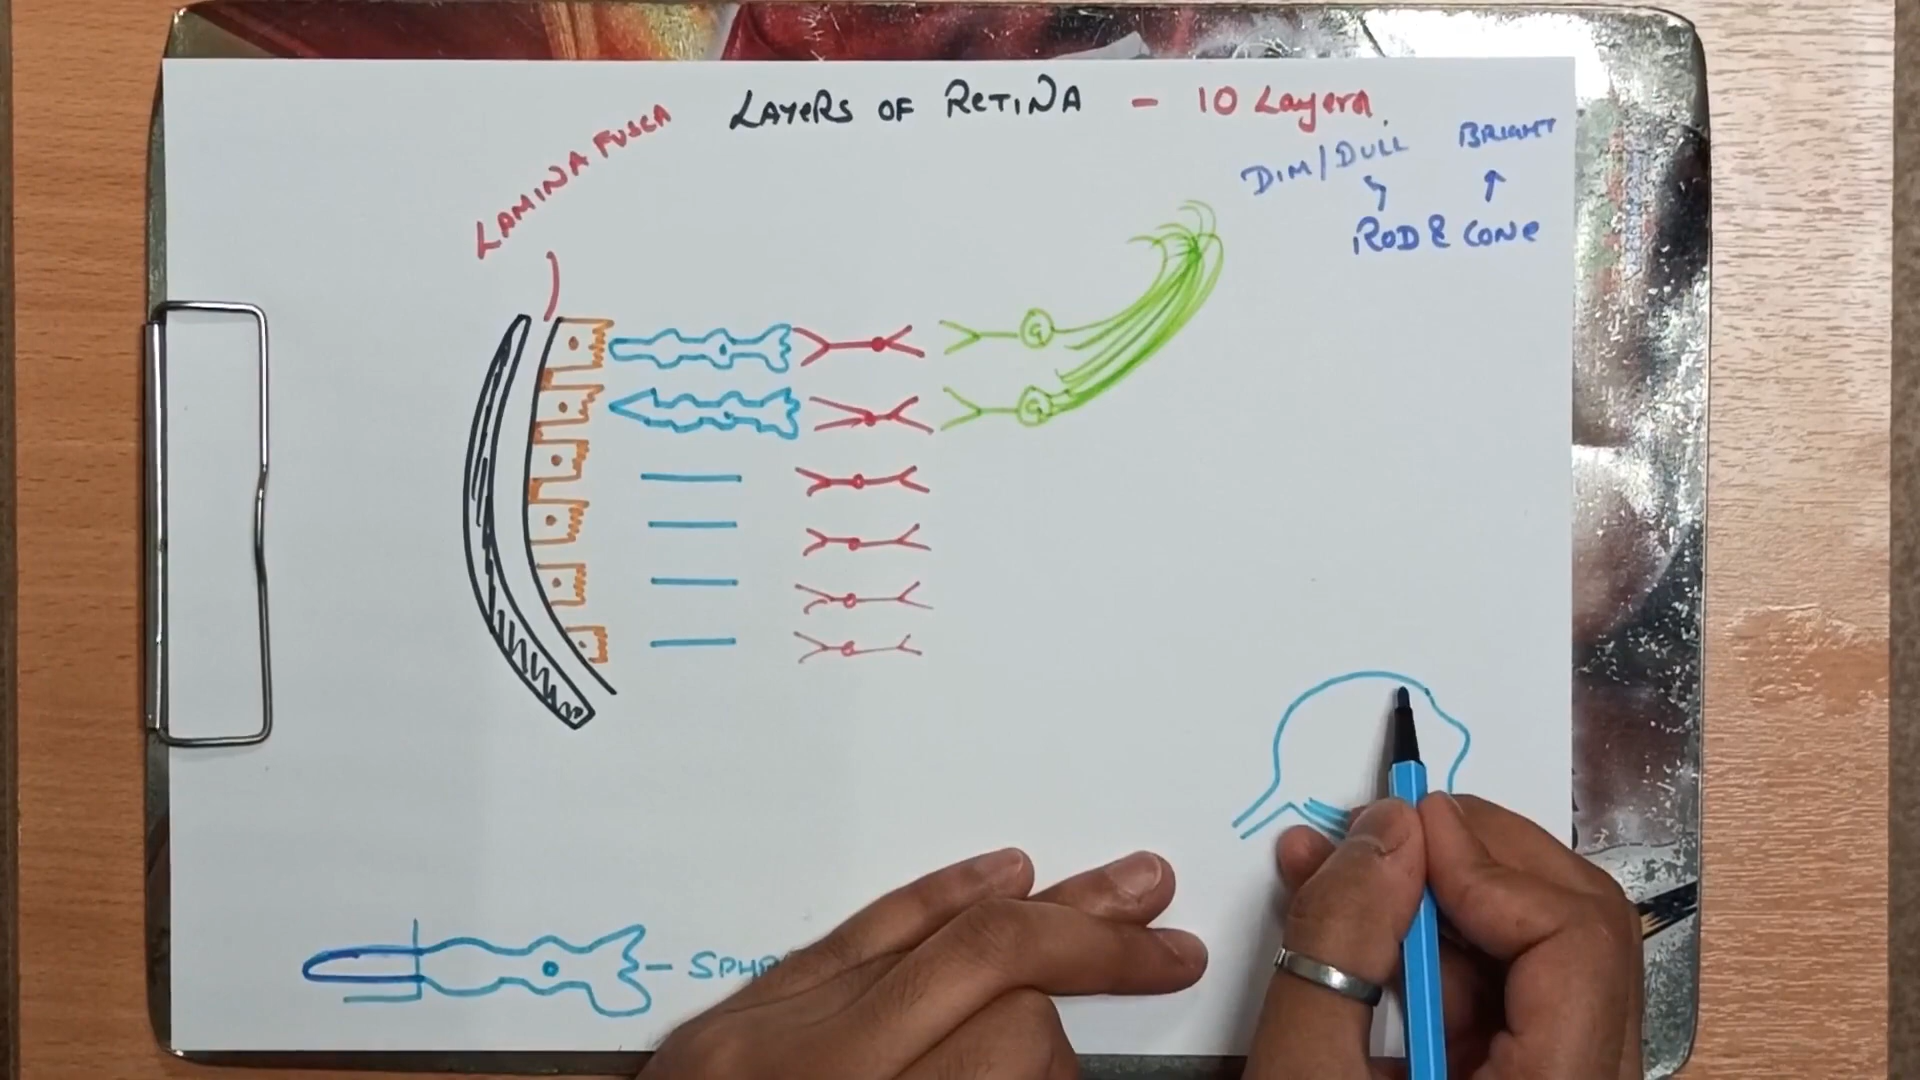 LAYERS OF RETINA - 10 Layers
LAMINA FUSCA
DIM/DULL BRIGHT
ROD & CONE
G
G